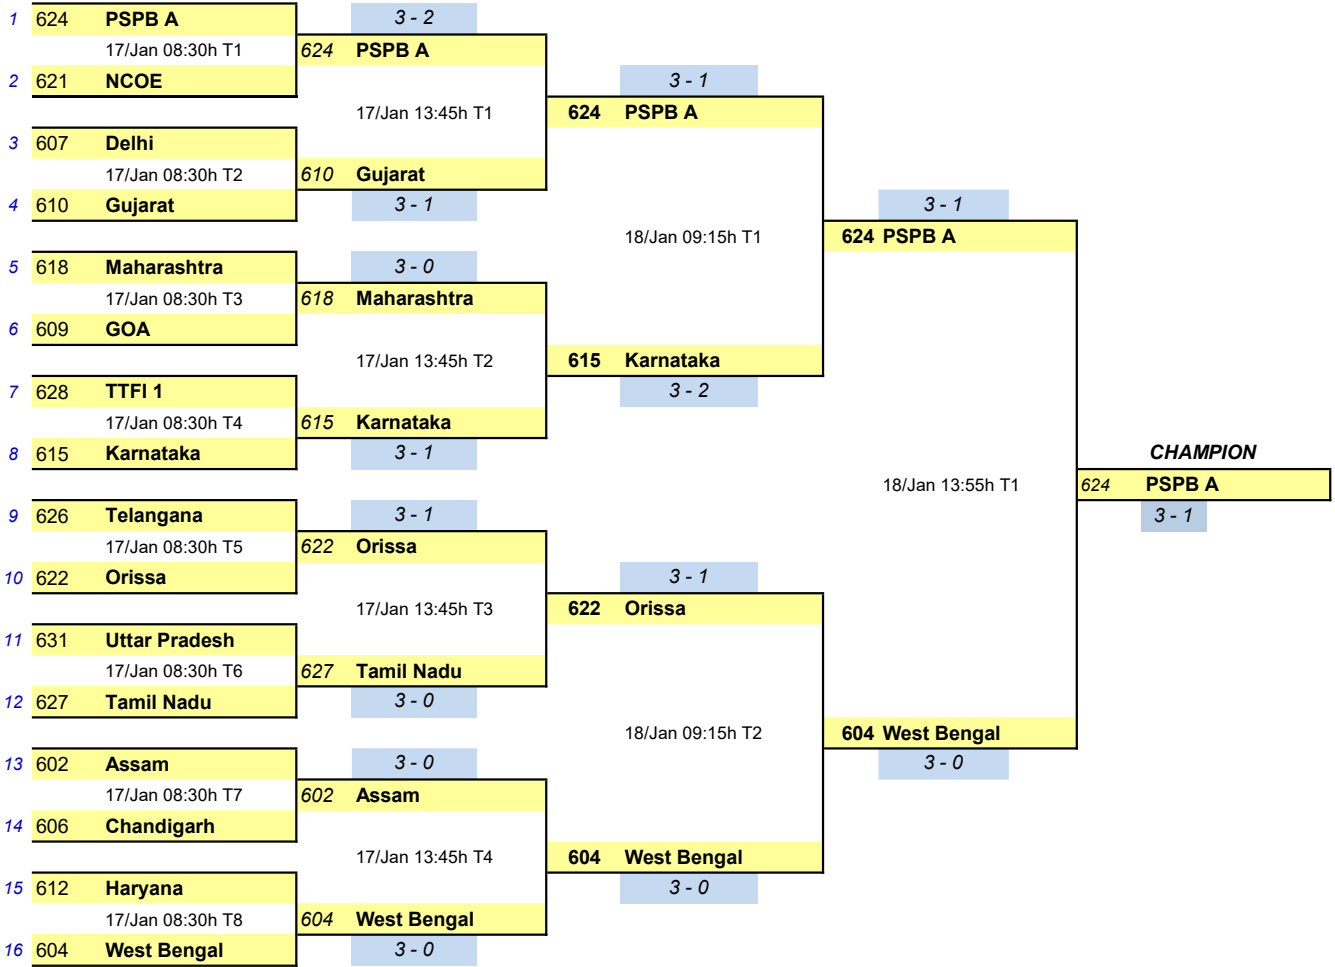 1 624 PSPB A 3 - 2
17/Jan 08:30h T1 624 PSPB A
2 621 NCOE 3 - 1
17/Jan 13:45h T1 624 PSPB A
3 607 Delhi
17/Jan 08:30h T2 610 Gujarat
4 610 Gujarat 3 - 1 3 - 1
18/Jan 09:15h T1 624 PSPB A
5 618 Maharashtra 3 - 0
17/Jan 08:30h T3 618 Maharashtra
6 609 GOA
17/Jan 13:45h T2 615 Karnataka
7 628 TTFI 1 3 - 2
17/Jan 08:30h T4 615 Karnataka
8 615 Karnataka 3 - 1 CHAMPION
18/Jan 13:55h T1 624 PSPB A
9 626 Telangana 3 - 1 3 - 1
17/Jan 08:30h T5 622 Orissa
10 622 Orissa 3 - 1
17/Jan 13:45h T3 622 Orissa
11 631 Uttar Pradesh
17/Jan 08:30h T6 627 Tamil Nadu
12 627 Tamil Nadu 3 - 0
18/Jan 09:15h T2 604 West Bengal
13 602 Assam 3 - 0 3 - 0
17/Jan 08:30h T7 602 Assam
14 606 Chandigarh
17/Jan 13:45h T4 604 West Bengal
15 612 Haryana 3 - 0
17/Jan 08:30h T8 604 West Bengal
16 604 West Bengal 3 - 0